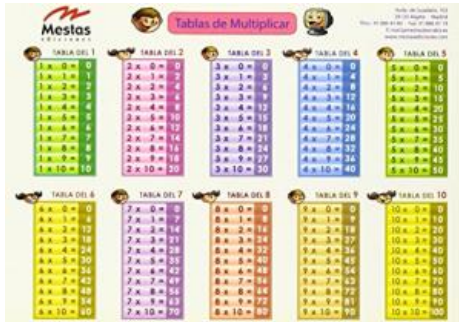 Mestas
ediciones
Tablas de Multiplicar
TABLA DEL 1
1 x 0 = 0
1 x 1 = 1
1 x 2 = 2
1 x 3 = 3
1 x 4 = 4
1 x 5 = 5
1 x 6 = 6
1 x 7 = 7
1 x 8 = 8
1 x 9 = 9
1 x 10 = 10
TABLA DEL 2
2 x 0 = 0
2 x 1 = 2
2 x 2 = 4
2 x 3 = 6
2 x 4 = 8
2 x 5 = 10
2 x 6 = 12
2 x 7 = 14
2 x 8 = 16
2 x 9 = 18
2 x 10 = 20
TABLA DEL 3
3 x 0 = 0
3 x 1 = 3
3 x 2 = 6
3 x 3 = 9
3 x 4 = 12
3 x 5 = 15
3 x 6 = 18
3 x 7 = 21
3 x 8 = 24
3 x 9 = 27
3 x 10 = 30
TABLA DEL 4
4 x 0 = 0
4 x 1 = 4
4 x 2 = 8
4 x 3 = 12
4 x 4 = 16
4 x 5 = 20
4 x 6 = 24
4 x 7 = 28
4 x 8 = 32
4 x 9 = 36
4 x 10 = 40
TABLA DEL 5
5 x 0 = 0
5 x 1 = 5
5 x 2 = 10
5 x 3 = 15
5 x 4 = 20
5 x 5 = 25
5 x 6 = 30
5 x 7 = 35
5 x 8 = 40
5 x 9 = 45
5 x 10 = 50
TABLA DEL 6
6 x 0 = 0
6 x 1 = 6
6 x 2 = 12
6 x 3 = 18
6 x 4 = 24
6 x 5 = 30
6 x 6 = 36
6 x 7 = 42
6 x 8 = 48
6 x 9 = 54
6 x 10 = 60
TABLA DEL 7
7 x 0 = 0
7 x 1 = 7
7 x 2 = 14
7 x 3 = 21
7 x 4 = 28
7 x 5 = 35
7 x 6 = 42
7 x 7 = 49
7 x 8 = 56
7 x 9 = 63
7 x 10 = 70
TABLA DEL 8
8 x 0 = 0
8 x 1 = 8
8 x 2 = 16
8 x 3 = 24
8 x 4 = 32
8 x 5 = 40
8 x 6 = 48
8 x 7 = 56
8 x 8 = 64
8 x 9 = 72
8 x 10 = 80
TABLA DEL 9
9 x 0 = 0
9 x 1 = 9
9 x 2 = 18
9 x 3 = 27
9 x 4 = 36
9 x 5 = 45
9 x 6 = 54
9 x 7 = 63
9 x 8 = 72
9 x 9 = 81
9 x 10 = 90
TABLA DEL 10
10 x 0 = 0
10 x 1 = 10
10 x 2 = 20
10 x 3 = 30
10 x 4 = 40
10 x 5 = 50
10 x 6 = 60
10 x 7 = 70
10 x 8 = 80
10 x 9 = 90
10 x 10 = 100